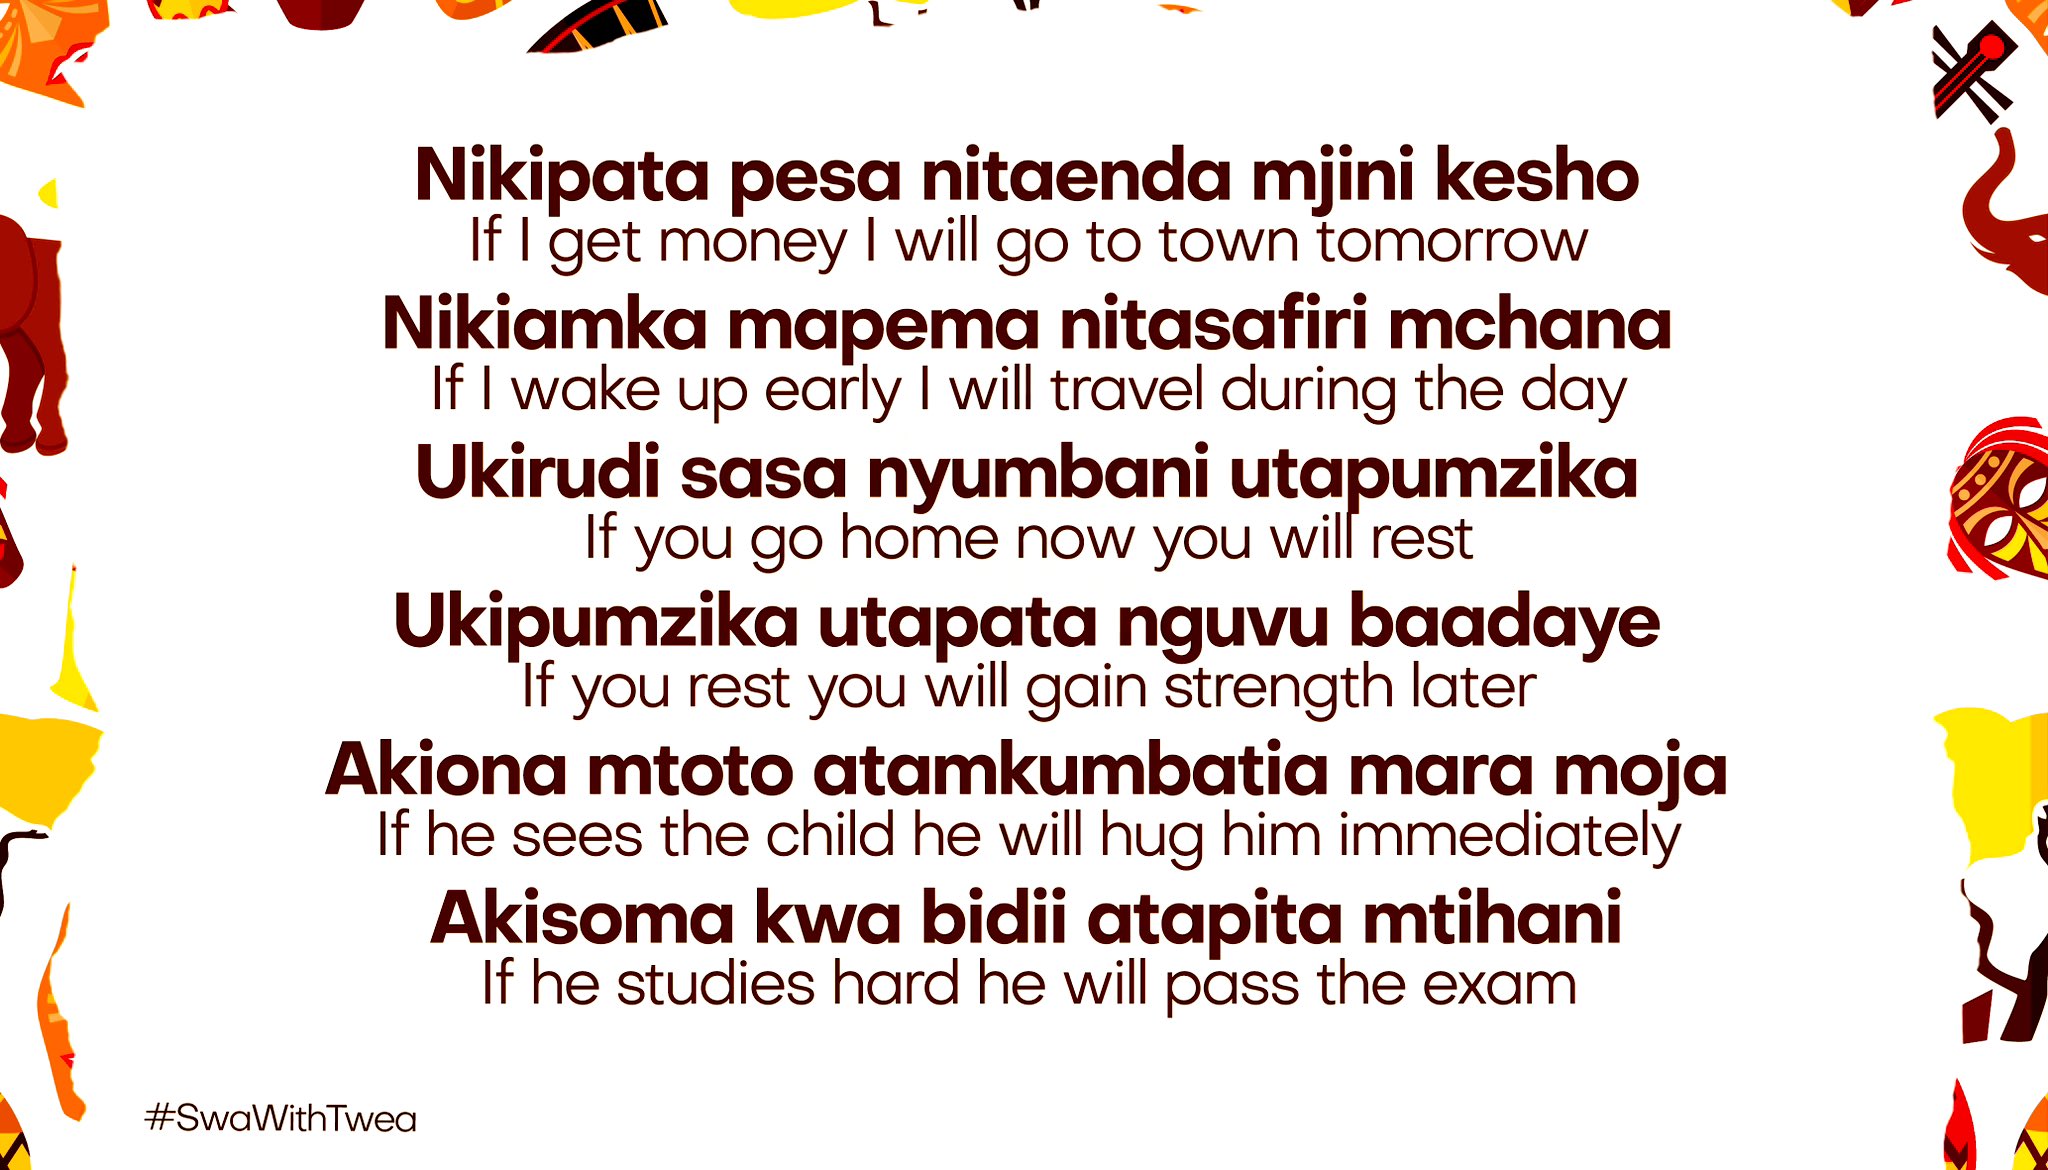 Nikipata pesa nitaenda mjini kesho
If I get money I will go to town tomorrow
Nikiamka mapema nitasafiri mchana
If I wake up early I will travel during the day
Ukirudi sasa nyumbani utapumzika
If you go home now you will rest
Ukipumzika utapata nguvu baadaye
If you rest you will gain strength later
Akiona mtoto atamkumbatia mara moja
If he sees the child he will hug him immediately
Akisoma kwa bidii atapita mtihani
If he studies hard he will pass the exam
#SwaWithTwea